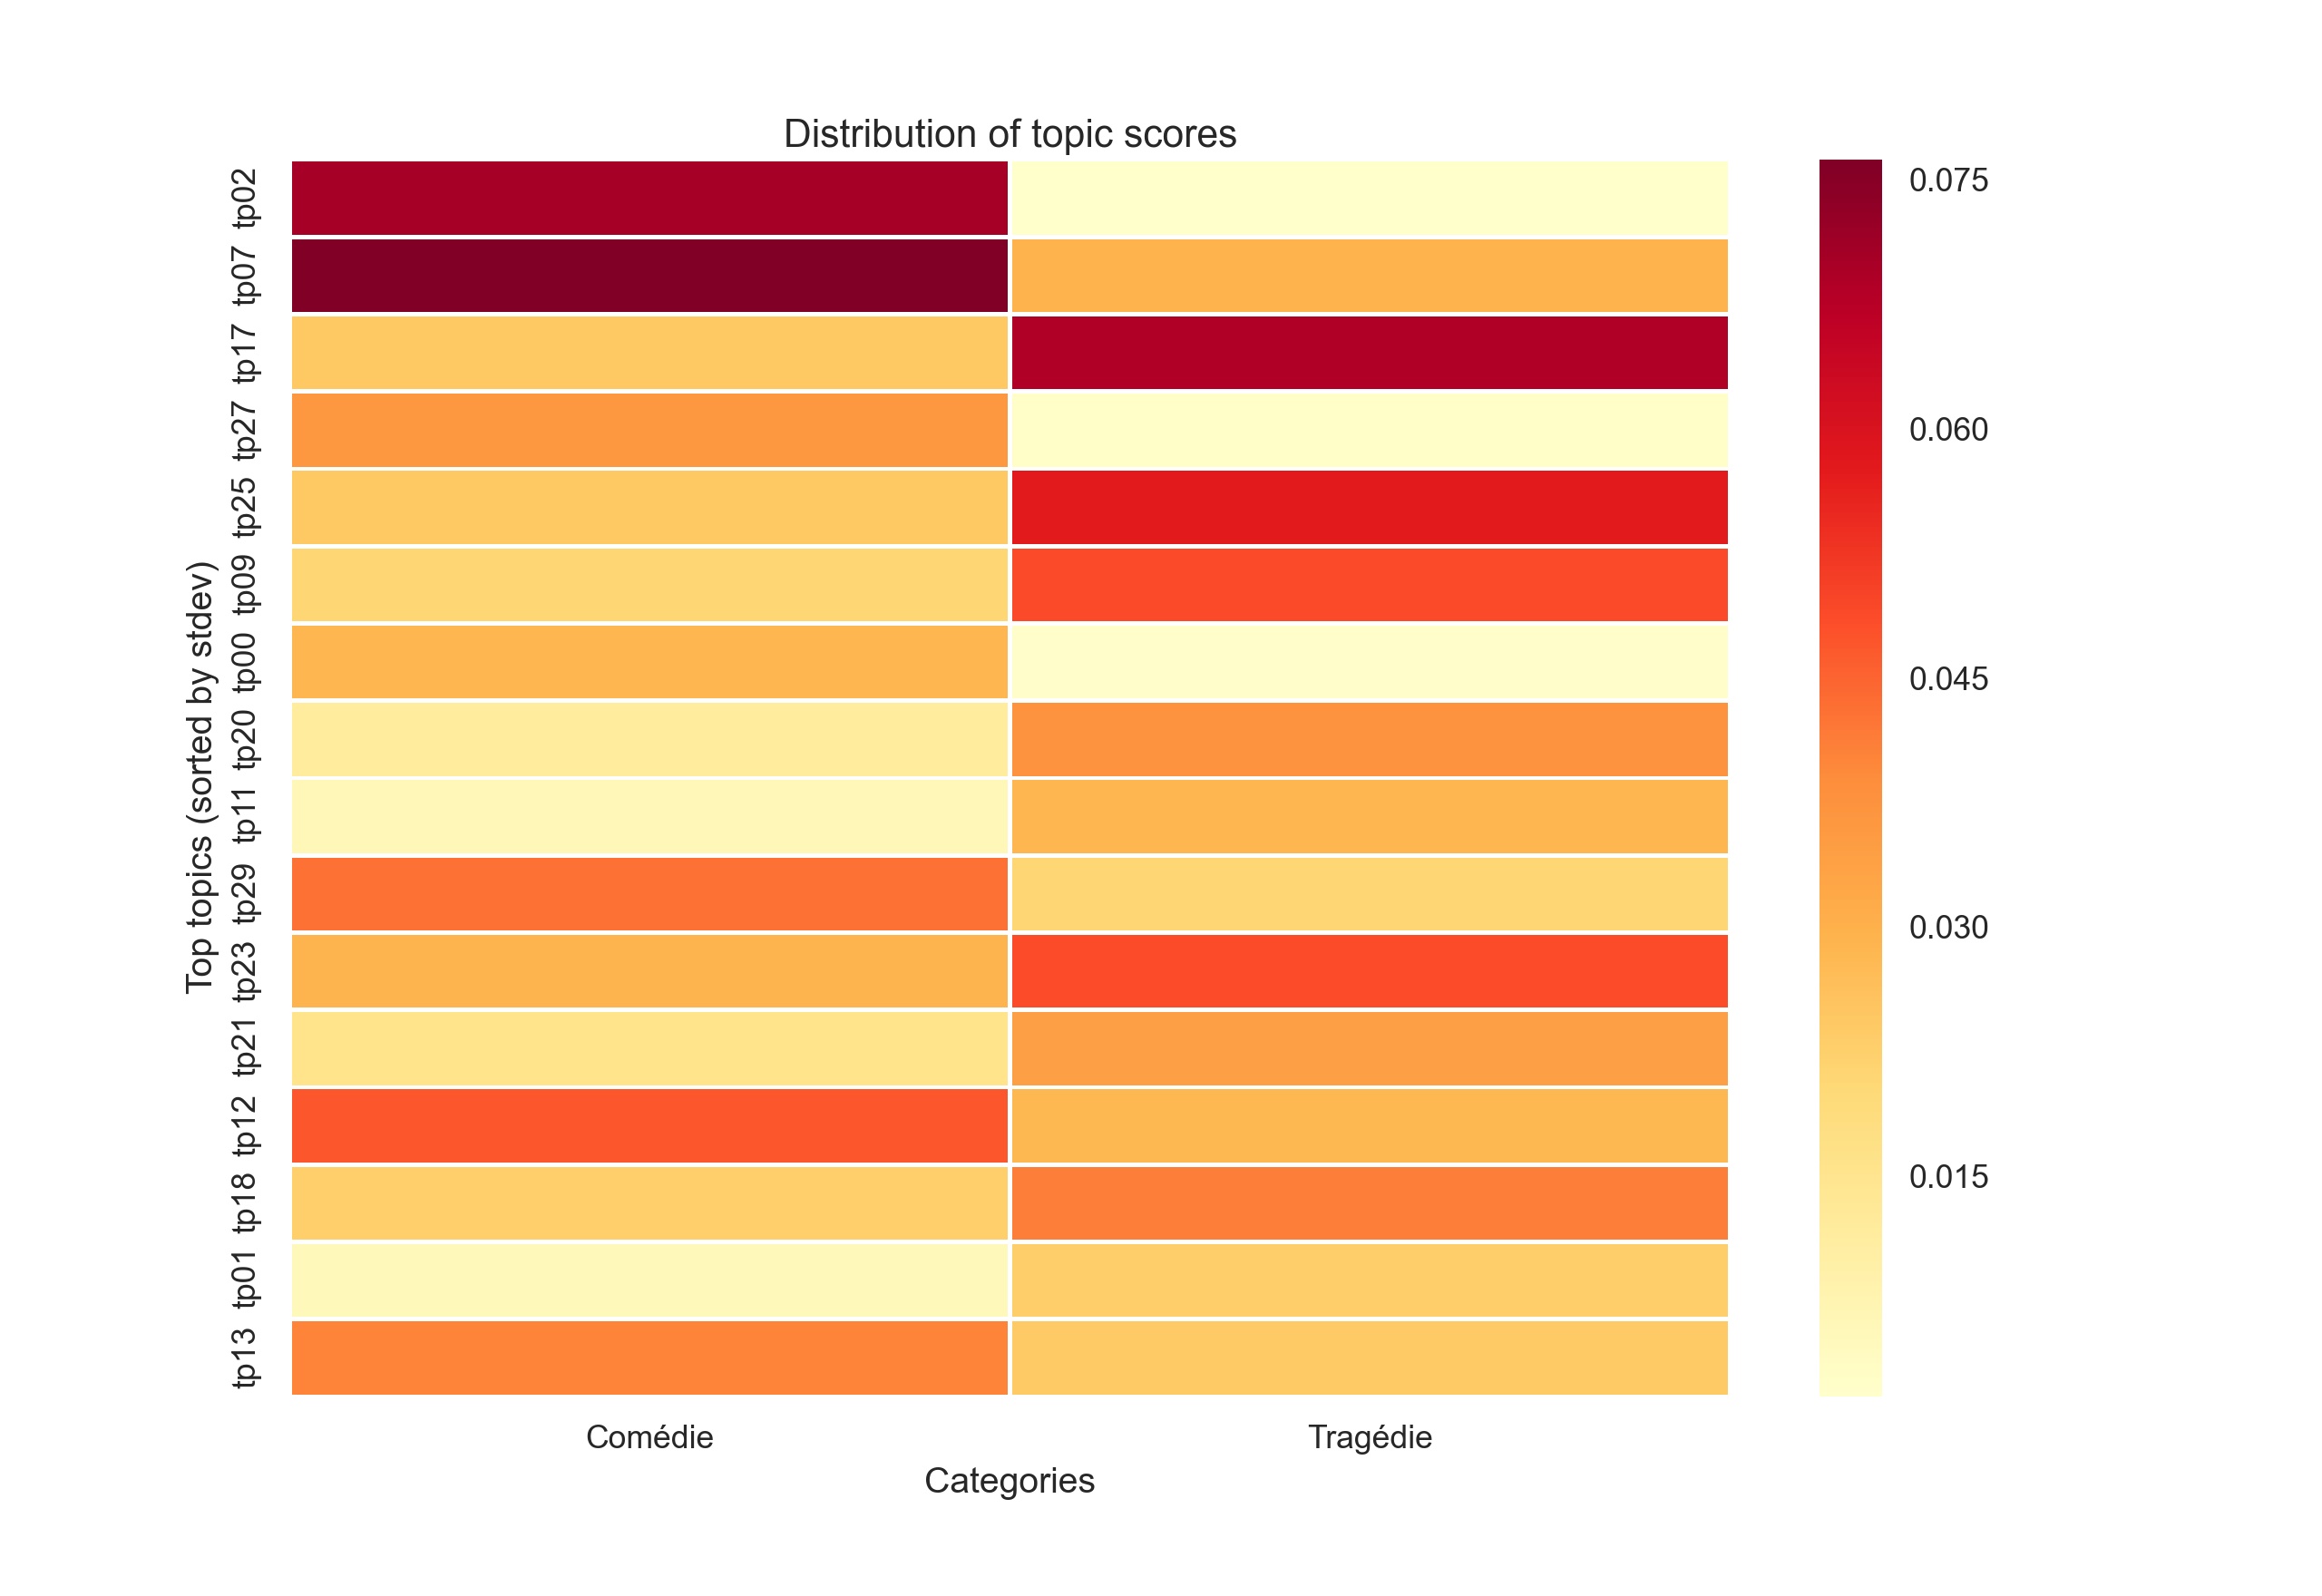 Distribution of topic scores
Top topics (sorted by stdev)
tp02
tp07
tp17
tp27
tp25
tp09
tp00
tp20
tp11
tp29
tp23
tp21
tp12
tp18
tp01
tp13
Comédie
Tragédie
Categories
0.075
0.060
0.045
0.030
0.015